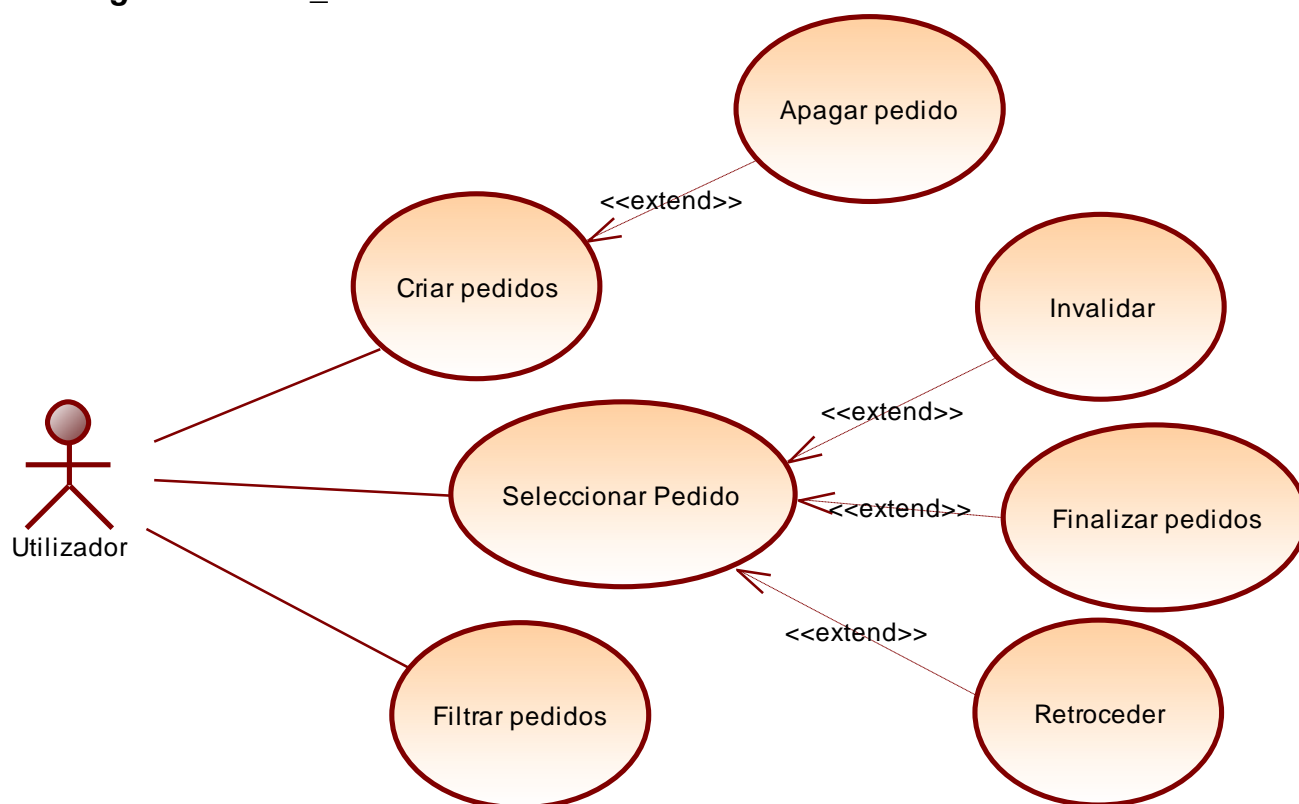 Apagar pedido
<<extend>>
Criar pedidos
Invalidar
<<extend>>
Seleccionar Pedido
<<extend>>
Finalizar pedidos
Utilizador
<<extend>>
Filtrar pedidos
Retroceder